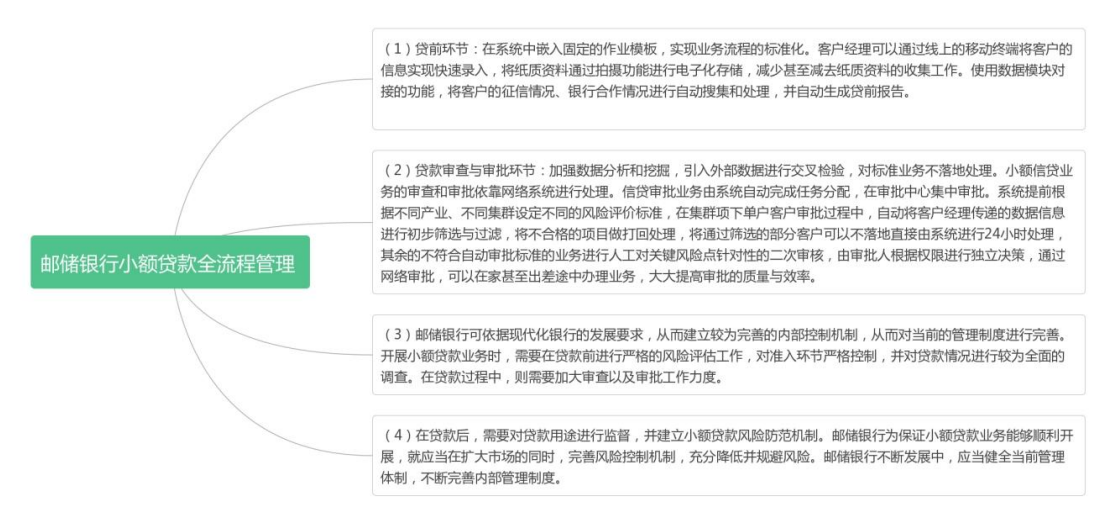 邮储银行小额贷款全流程管理
（1）贷前环节：在系统中嵌入固定的作业模板，实现业务流程的标准化。客户经理可以通过线上的移动终端将客户的
信息实现快速录入，将纸质资料通过拍摄功能进行电子化存储，减少甚至减去纸质资料的收集工作。使用数据模块对
接的功能，将客户的征信情况、银行合作情况进行自动搜集和处理，并自动生成贷前报告。
（2）贷款审查与审批环节：加强数据分析和挖掘，引入外部数据进行交叉检验，对标准业务不落地处理。小额信贷业
务的审查和审批依靠网络系统进行处理。信贷审批业务由系统自动完成任务分配，在审批中心集中审批。系统提前根
据不同产业、不同集群设定不同的风险评价标准，在集群项下单户客户审批过程中，自动将客户经理传递的数据信息
进行初步筛选与过滤，将不合格的项目做打回处理，将通过筛选的部分客户可以不落地直接由系统进行24小时处理，
其余的不符合自动审批标准的业务进行人工对关键风险点针对性的二次审核，由审批人根据权限进行独立决策，通过
网络审批，可以在家甚至出差途中办理业务，大大提高审批的质量与效率。
（3）邮储银行可依据现代化银行的发展要求，从而建立较为完善的内部控制机制，从而对当前的管理制度进行完善。
开展小额贷款业务时，需要在贷款前进行严格的风险评估工作，对准入环节严格控制，并对贷款情况进行较为全面的
调查。在贷款过程中，则需要加大审查以及审批工作力度。
（4）在贷款后，需要对贷款用途进行监督，并建立小额贷款风险防范机制。邮储银行为保证小额贷款业务能够顺利开
展，就应当在扩大市场的同时，完善风险控制机制，充分降低并规避风险。邮储银行不断发展中，应当健全当前管理
体制，不断完善内部管理制度。